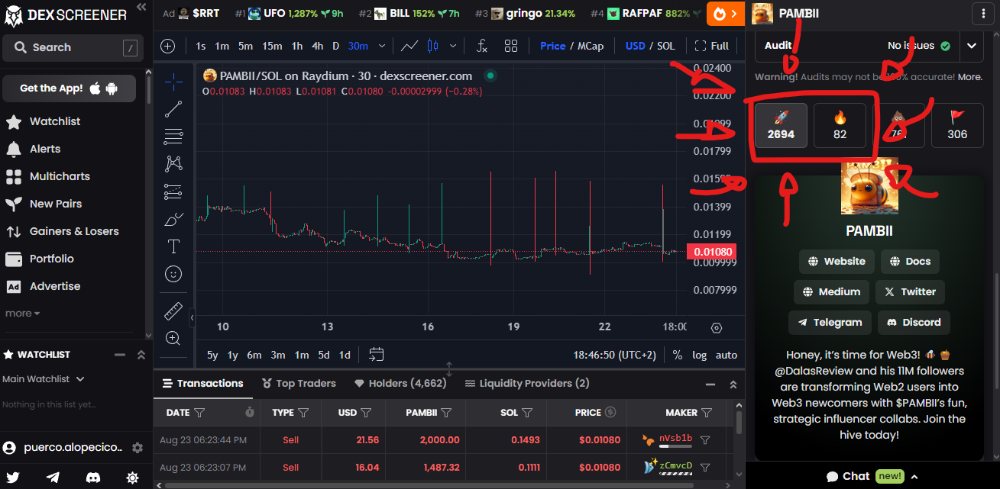 DEX SCREENER
Search /
Get the App!
Watchlist
Alerts
Multicharts
New Pairs
Gainers & Losers
Portfolio
Ad Advertise
more
WATCHLIST
Main Watchlist
Nothing in this list yet...
puerco.alopecico...
Ad $RRT #1 UFO 1,287% 9h #2 BILL 152% 7h #3 gringo 21.34% #4 RAFPAF 882%
1s 1m 5m 15m 1h 4h D 30m Price / MCap USD / SOL Full
PAMBII/SOL on Raydium · 30 · dexscreener.com
O0.01083 H0.01083 L0.01081 C0.01080 -0.00002999 (−0.28%)
0.02400
0.02200
0.01799
0.01399
0.01199
0.01080
0.009999
0.007999
10 13 16 19 22 18:00
5y 1y 6m 3m 1m 5d 1d 18:46:50 (UTC+2) % log auto
Transactions Top Traders Holders (4,662) Liquidity Providers (2)
DATE TYPE USD PAMBII SOL PRICE MAKER
Aug 23 06:23:44 PM Sell 21.56 2,000.00 0.1493 $0.01080 nVsb1b
Aug 23 06:23:07 PM Sell 16.04 1,487.32 0.1111 $0.01080 zCmvcD
PAMBII
Audit No issues
Warning! Audits may not be 100% accurate! More.
2694 82 306
PAMBII
PAMBII
Website Docs
Medium Twitter
Telegram Discord
Honey, it's time for Web3!
@DalasReview and his 11M followers
are transforming Web2 users into
Web3 newcomers with $PAMBII's fun,
strategic influencer collabs. Join the
hive today!
Chat new!